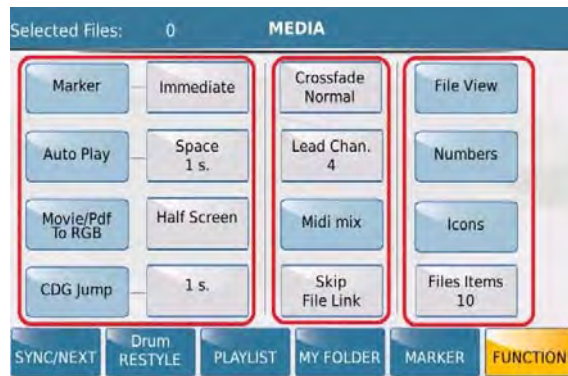 Selected Files: 0 MEDIA
Marker Immediate
Auto Play Space
1 s.
Movie/Pdf
To RGB
Half Screen
CDG Jump 1 s.
Crossfade
Normal
Lead Chan.
4
Midi mix
Skip
File Link
File View
Numbers
Icons
Files Items
10
SYNC/NEXT
Drum
RESTYLE
PLAYLIST
MY FOLDER
MARKER
FUNCTION